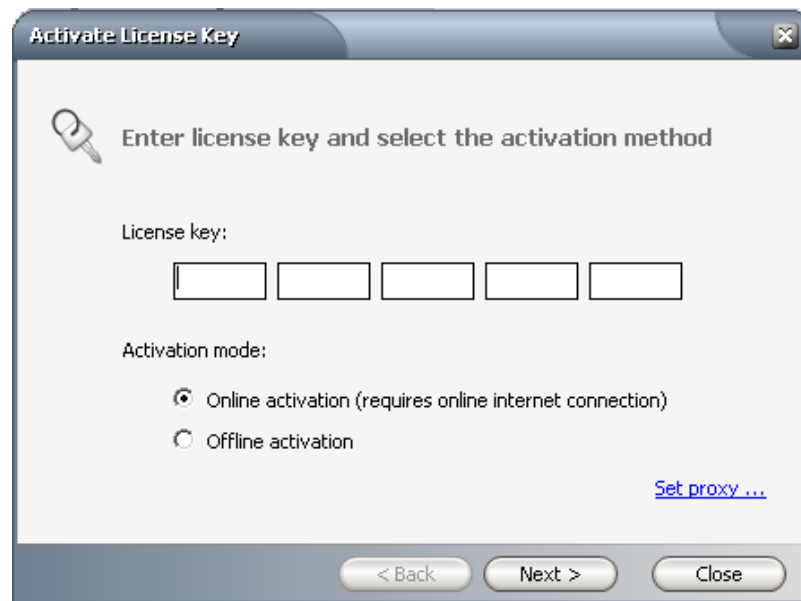 Activate License Key
Enter license key and select the activation method
License key:
Activation mode:
Online activation (requires online internet connection)
Offline activation
Set proxy ...
< Back Next > Close